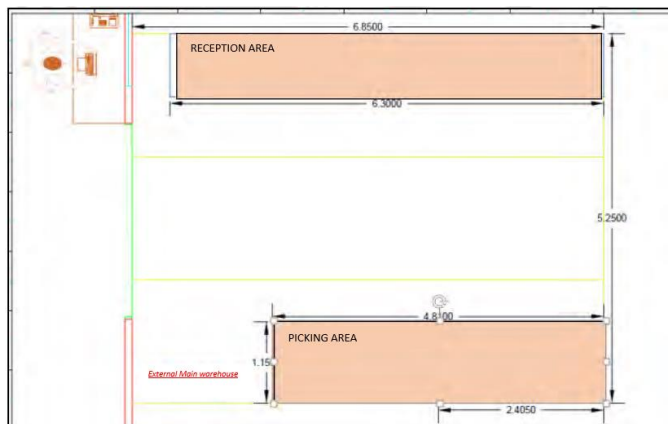 6.8500
RECEPTION AREA
6.3000
5.2500
PICKING AREA
1.15
External Main warehouse
2.4050